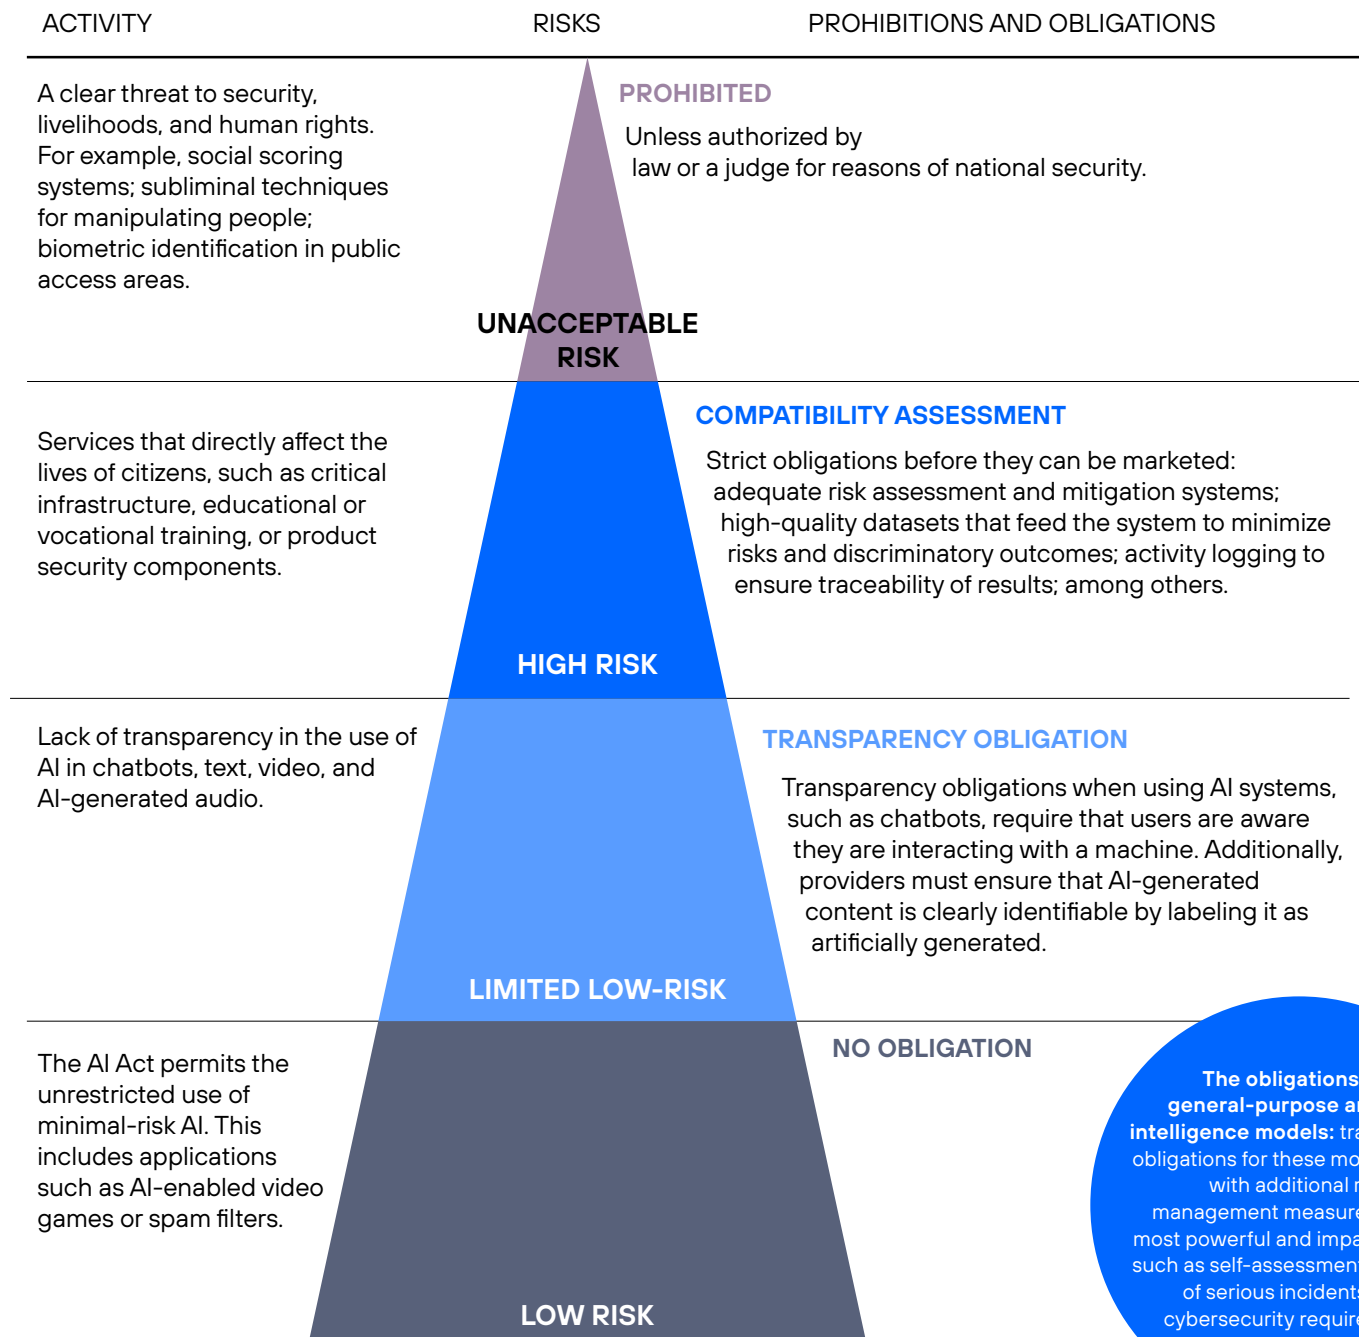 ACTIVITY
RISKS
PROHIBITIONS AND OBLIGATIONS
A clear threat to security,
livelihoods, and human rights.
For example, social scoring
systems; subliminal techniques
for manipulating people;
biometric identification in public
access areas.
UNACCEPTABLE
RISK
PROHIBITED
Unless authorized by
law or a judge for reasons of national security.
Services that directly affect the
lives of citizens, such as critical
infrastructure, educational or
vocational training, or product
security components.
HIGH RISK
COMPATIBILITY ASSESSMENT
Strict obligations before they can be marketed:
adequate risk assessment and mitigation systems;
high-quality datasets that feed the system to minimize
risks and discriminatory outcomes; activity logging to
ensure traceability of results; among others.
Lack of transparency in the use of
AI in chatbots, text, video, and
AI-generated audio.
LIMITED LOW-RISK
TRANSPARENCY OBLIGATION
Transparency obligations when using AI systems,
such as chatbots, require that users are aware
they are interacting with a machine. Additionally,
providers must ensure that AI-generated
content is clearly identifiable by labeling it as
artificially generated.
The AI Act permits the
unrestricted use of
minimal-risk AI. This
includes applications
such as AI-enabled video
games or spam filters.
LOW RISK
NO OBLIGATION
The obligations
general-purpose
intelligence models:
obligations for these
with additional
management
most powerful and
such as self-assessment
of serious incidents
cybersecurity